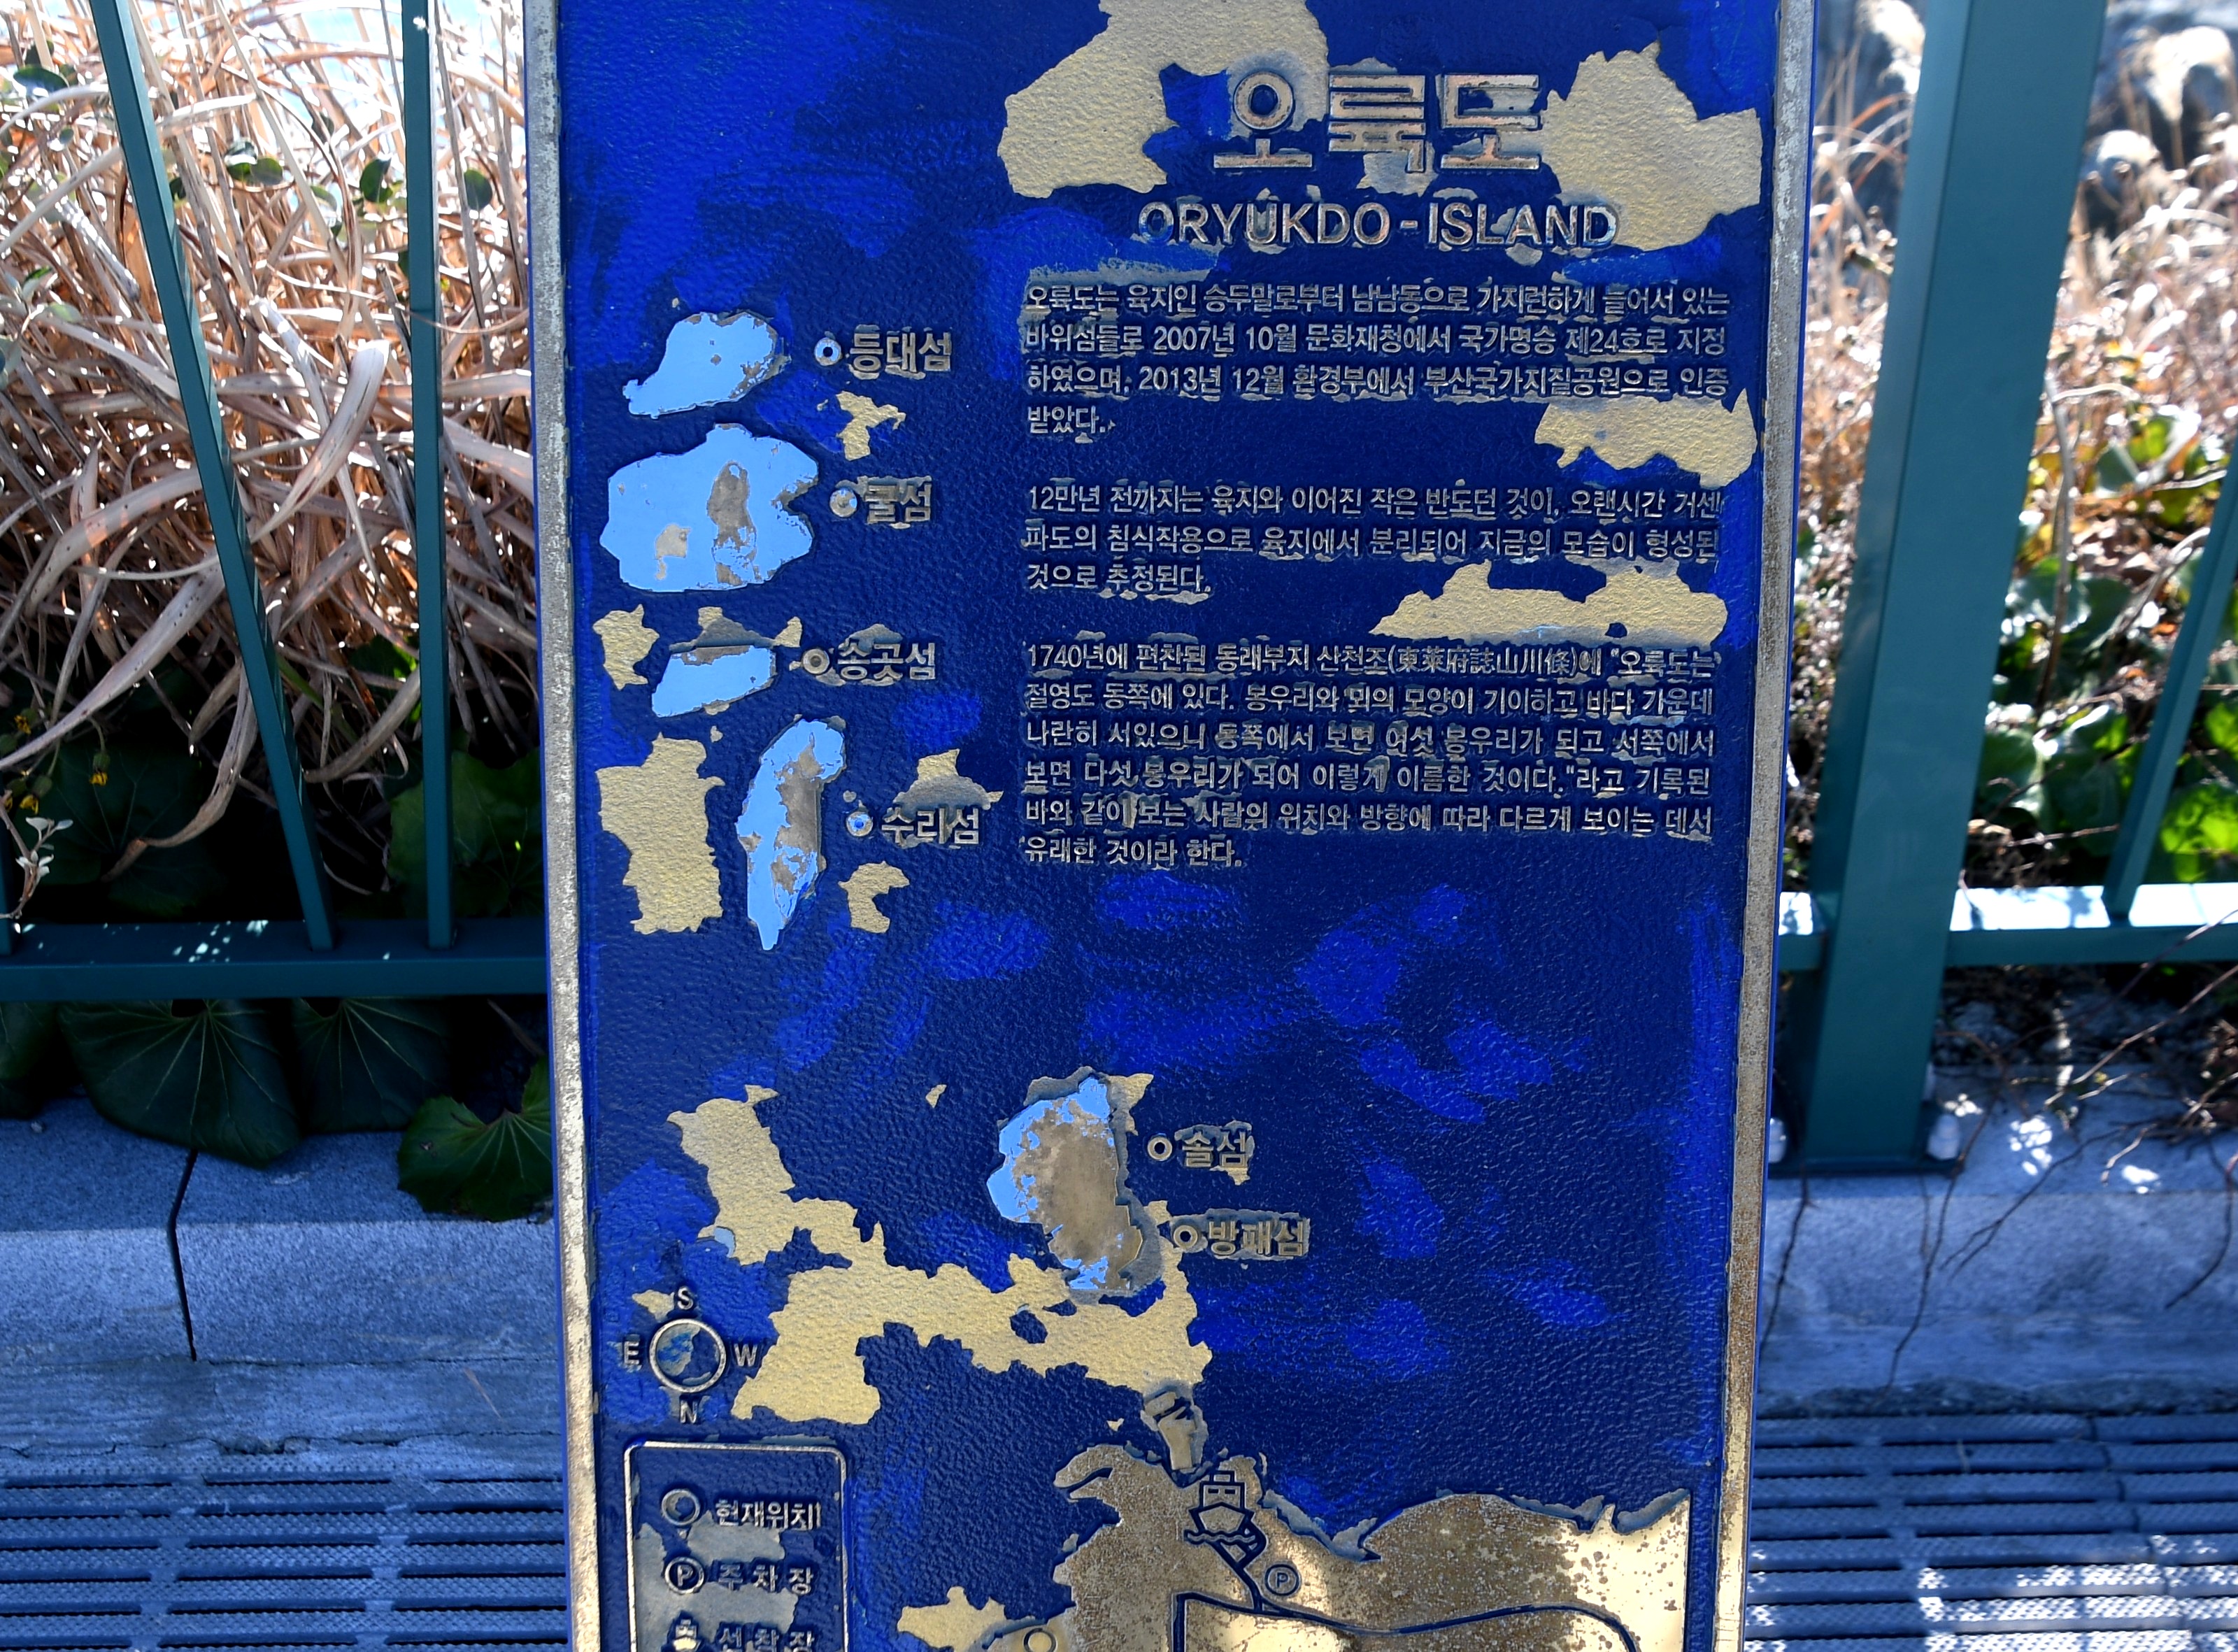 오륙도
ORYUKDO-ISLAND
오륙도는 육지인 승두말로부터 남남동으로 가지런하게 늘어서 있는
바위섬들로 2007년 10월 문화재청에서 국가명승 제24호로 지정
하였으며, 2013년 12월 환경부에서 부산국가지질공원으로 인증
받았다.
12만년 전까지는 육지와 이어진 작은 반도던 것이, 오랜시간 거센
파도의 침식작용으로 육지에서 분리되어 지금의 모습이 형성된
것으로 추정된다.
1740년에 편찬된 동래부지 산천조(東萊府誌山川條)에 "오륙도는
절영도 동쪽에 있다. 봉우리와 뫼의 모양이 기이하고 바다 가운데
나란히 서있으니 동쪽에서 보면 여섯 봉우리가 되고 서쪽에서
보면 다섯 봉우리가 되어 이렇게 이름한 것이다."라고 기록된
바와 같이 보는 사람의 위치와 방향에 따라 다르게 보이는 데서
유래한 것이라 한다.
등대섬
굴섬
송곳섬
수리섬
솔섬
방패섬
S
E W
N
현재위치
P 주차장
선착장
P